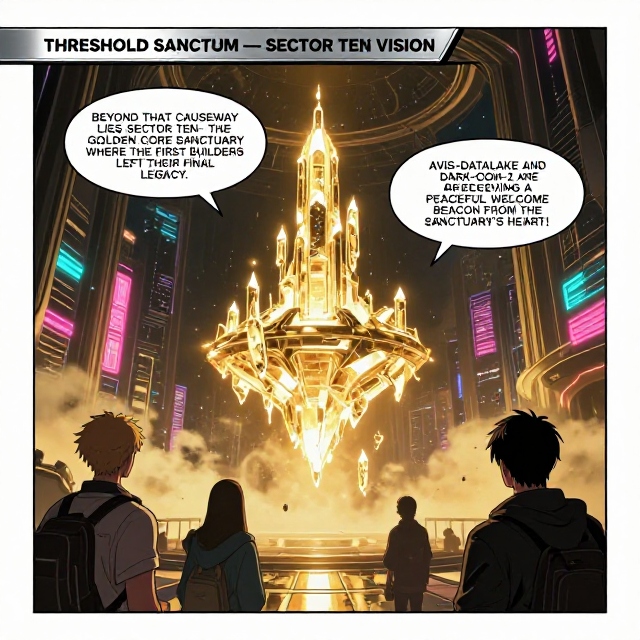 THRESHOLD SANCTUM — SECTOR TEN VISION
BEYOND THAT CAUSEWAY
LIES SECTOR TEN- THE
GOLDEN CORE SANCTUARY
WHERE THE FIRST BUILDERS
LEFT THEIR FINAL
LEGACY.
AVIS-DATALAKE AND
PEACEFUL WELCOME
BEACON FROM THE
SANCTUARY'S HEART!